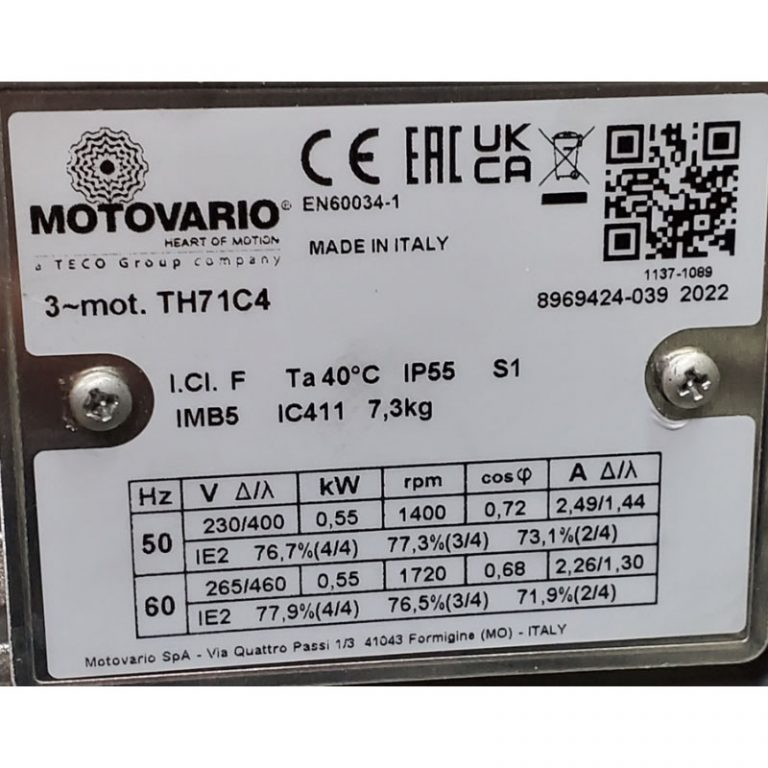 CE EAC UK CA
MOTOVARIO®
HEART OF MOTION
a TECO Group company
EN60034-1
MADE IN ITALY
1137-1089
3~mot. TH71C4
8969424-039 2022
I.Cl. F Ta 40°C IP55 S1
IMB5 IC411 7,3kg
Hz V Δ/λ kW rpm cosφ A Δ/λ
50 230/400 0,55 1400 0,72 2,49/1,44
IE2 76,7%(4/4) 77,3%(3/4) 73,1%(2/4)
60 265/460 0,55 1720 0,68 2,26/1,30
IE2 77,9%(4/4) 76,5%(3/4) 71,9%(2/4)
Motovario SpA - Via Quattro Passi 1/3 41043 Formigine (MO) - ITALY